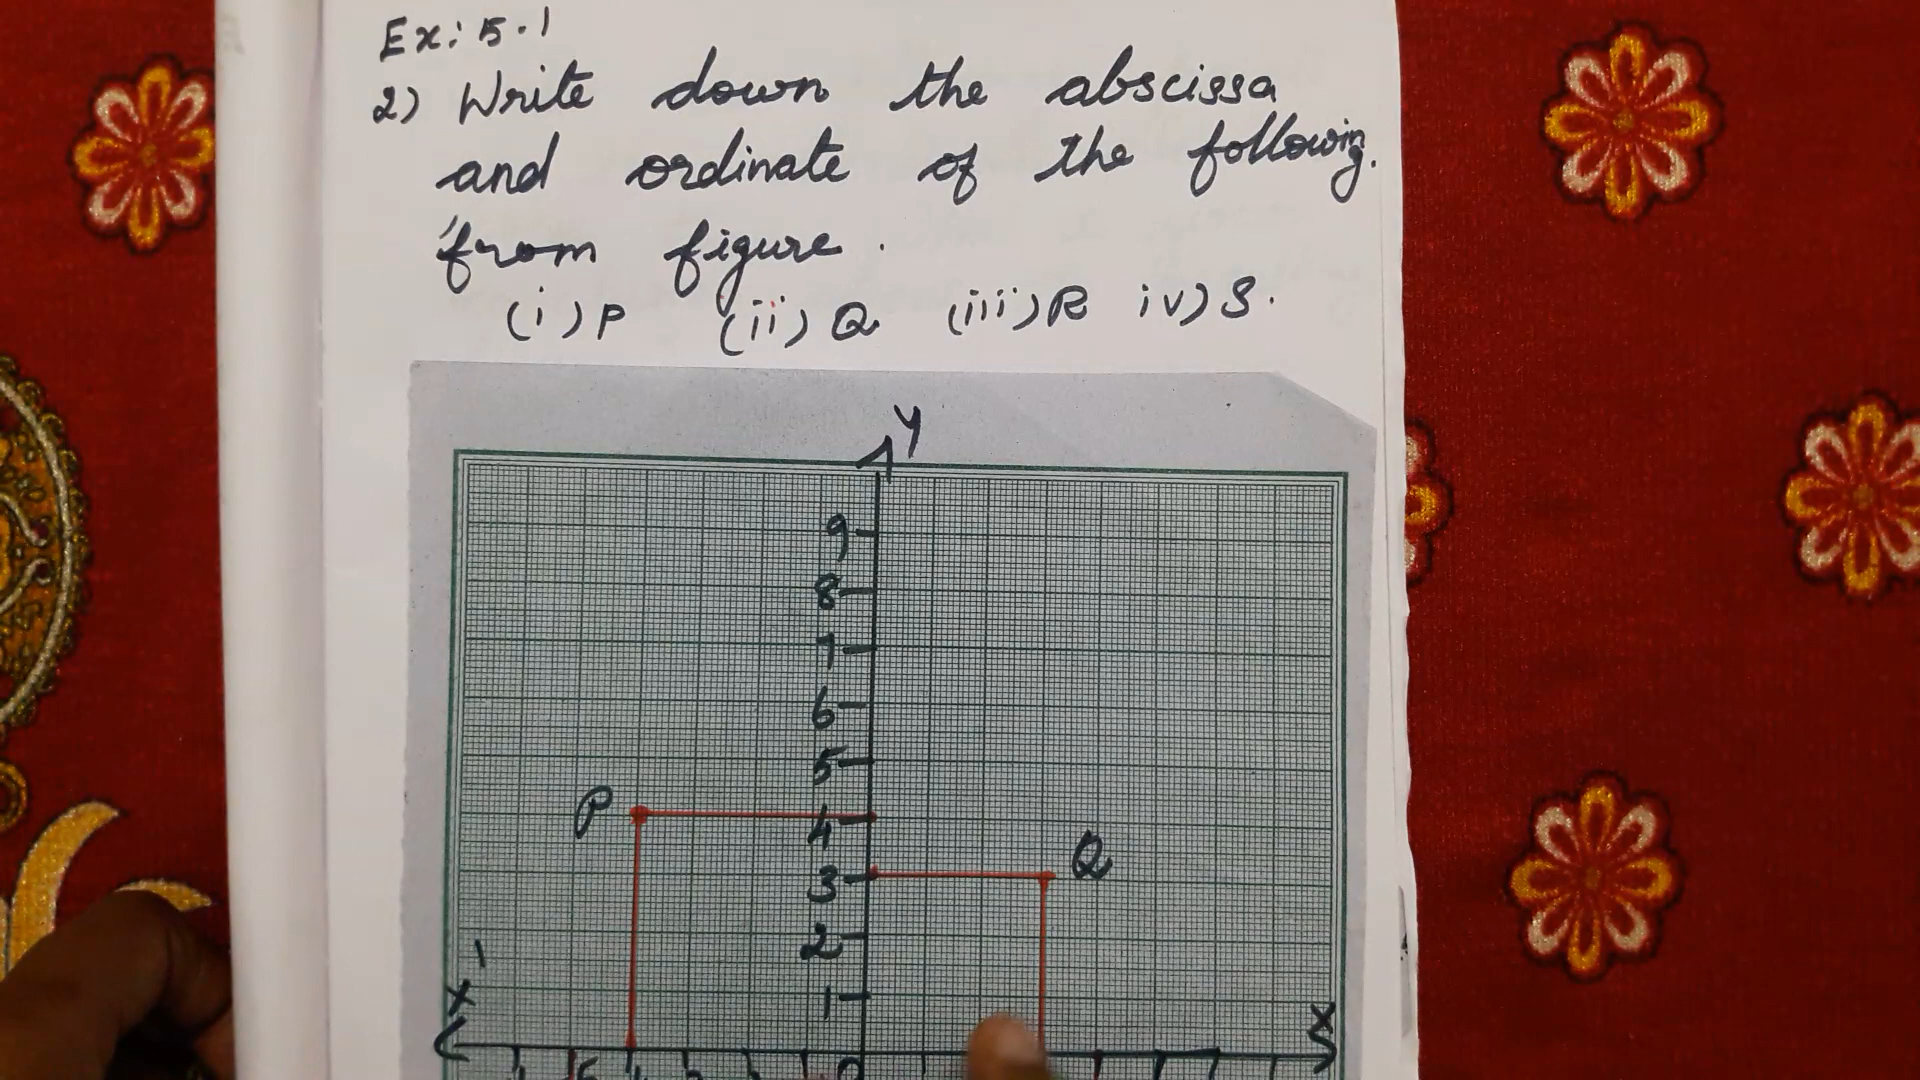 Ex: 5.1
2) Write down the abscissa
and ordinate of the following.
from figure.
(i) P (ii) Q (iii) R iv) S.
Y
9
8
7
6
5
P
4
Q
3
2
1
X'
X